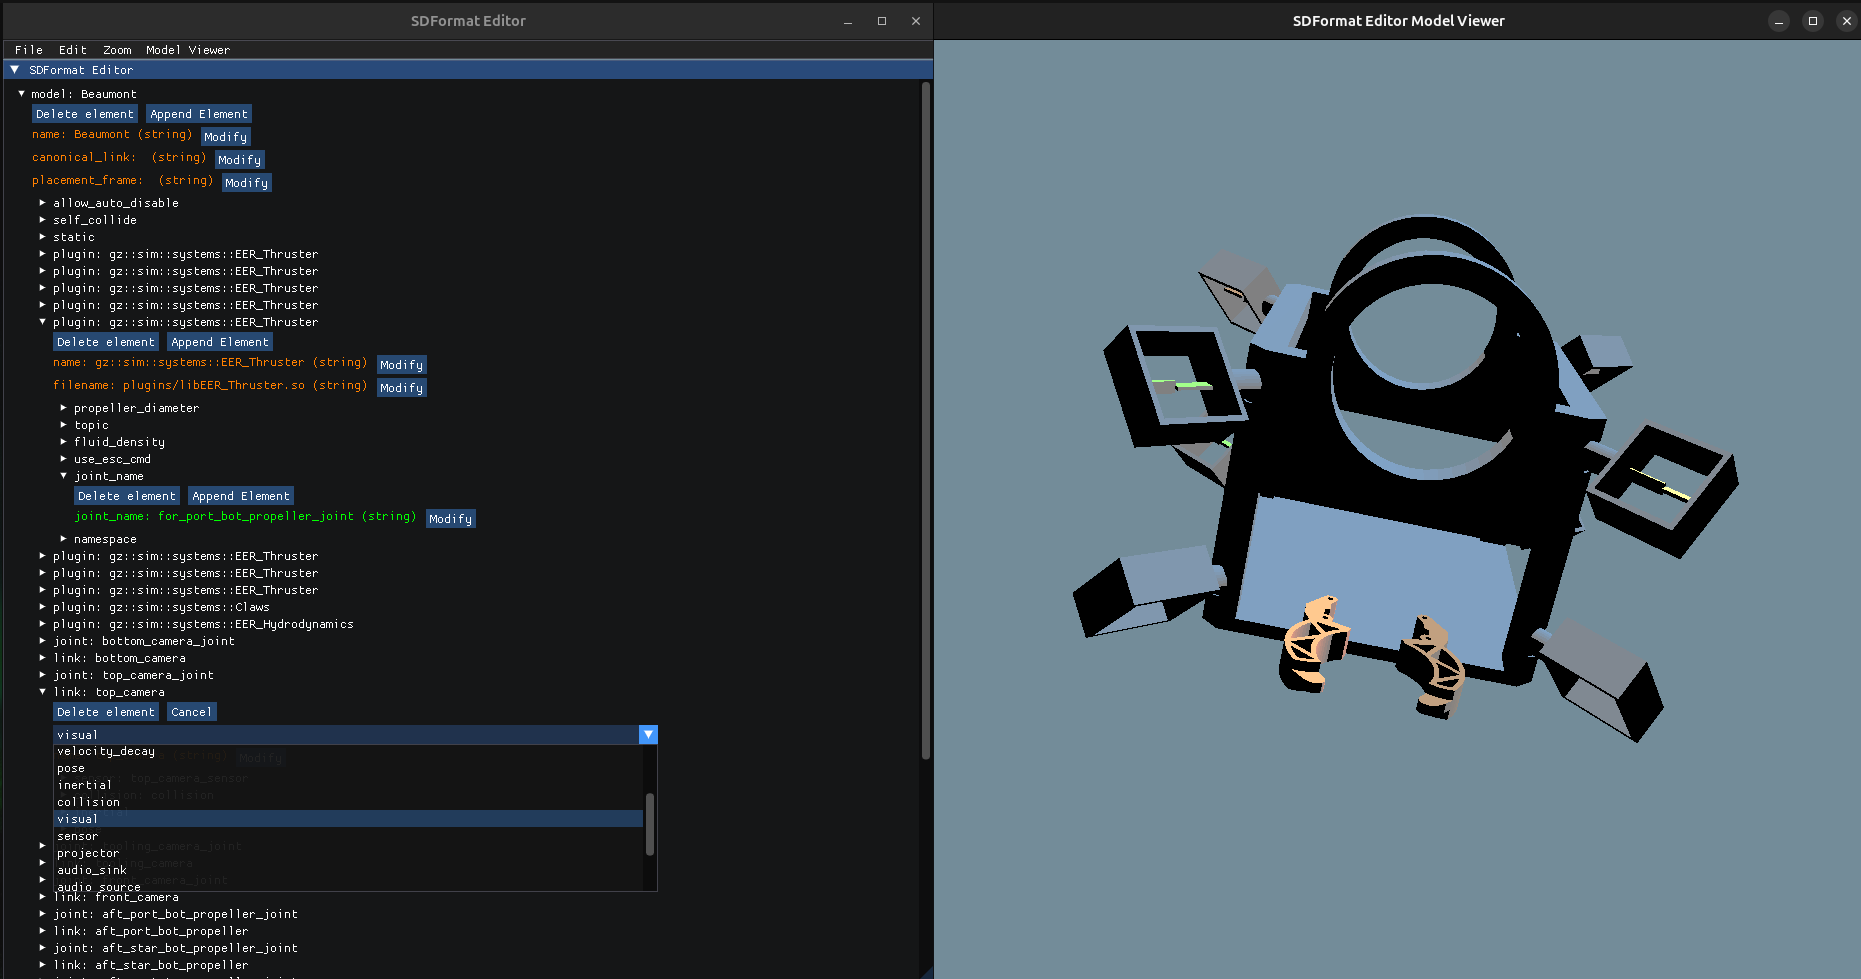 SDFormat Editor
SDFormat Editor Model Viewer
File Edit Zoom Model Viewer
SDFormat Editor
model: Beaumont
Delete element Append Element
name: Beaumont (string) Modify
canonical_link: (string) Modify
placement_frame: (string) Modify
allow_auto_disable
self_collide
static
plugin: gz::sim::systems::EER_Thruster
plugin: gz::sim::systems::EER_Thruster
plugin: gz::sim::systems::EER_Thruster
plugin: gz::sim::systems::EER_Thruster
plugin: gz::sim::systems::EER_Thruster
Delete element Append Element
name: gz::sim::systems::EER_Thruster (string) Modify
filename: plugins/libEER_Thruster.so (string) Modify
propeller_diameter
topic
fluid_density
use_esc_cmd
joint_name
Delete element Append Element
joint_name: for_port_bot_propeller_joint (string) Modify
namespace
plugin: gz::sim::systems::EER_Thruster
plugin: gz::sim::systems::EER_Thruster
plugin: gz::sim::systems::EER_Thruster
plugin: gz::sim::systems::Claws
plugin: gz::sim::systems::EER_Hydrodynamics
joint: bottom_camera_joint
link: bottom_camera
joint: top_camera_joint
link: top_camera
Delete element Cancel
visual
velocity_decay (string) Modify
pose top_camera_sensor
inertial collision: collision
collision
visual
sensor
projector
audio_sink
audio_source front_camera_joint
link: front_camera
joint: aft_port_bot_propeller_joint
link: aft_port_bot_propeller
joint: aft_star_bot_propeller_joint
link: aft_star_bot_propeller